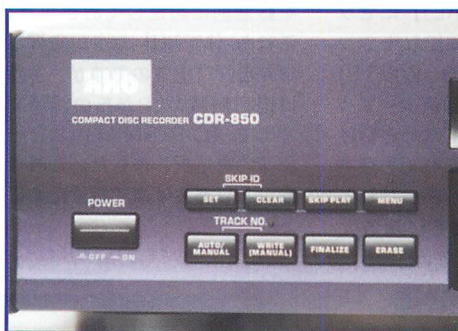 HHb
COMPACT DISC RECORDER CDR-850
SKIP ID
POWER
SET CLEAR SKIP PLAY MENU
TRACK NO.
AUTO/MANUAL WRITE (MANUAL) FINALIZE ERASE
OFF ON